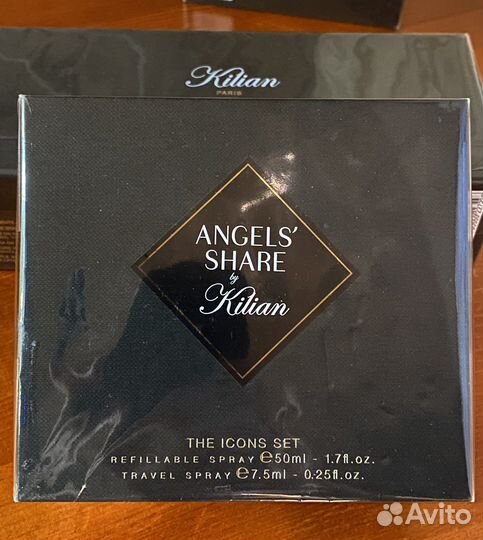 Kilian
PARIS
ANGELS' SHARE
by
Kilian
THE ICONS SET
REFILLABLE SPRAY ℮50ml - 1.7fl.oz.
TRAVEL SPRAY ℮7.5ml - 0.25fl.oz.
Avito